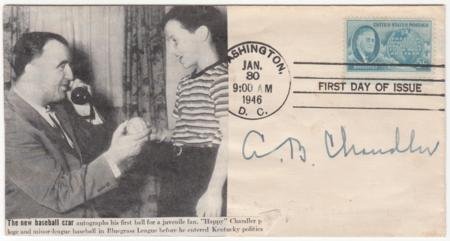 UNITED STATES POSTAGE
WASHINGTON,
JAN.
30
9:00 AM
1946
D. C.
FIRST DAY OF ISSUE
A. B. Chandler
The new baseball czar autographs his first ball for a juvenile fan. "Happy" Chandler p
lege and minor-league baseball in Bluegrass League before he entered Kentucky politics